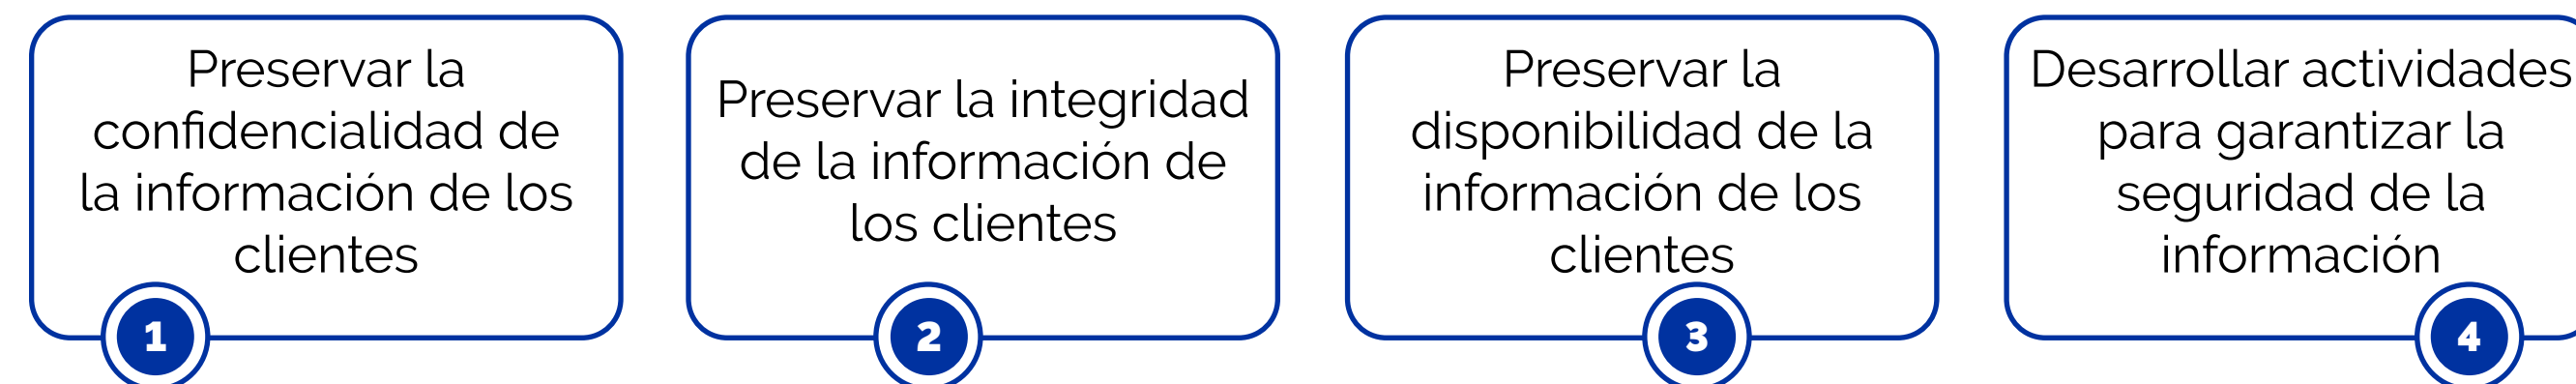 Preservar la
confidencialidad de
la información de los
clientes
1
Preservar la integridad
de la información de
los clientes
2
Preservar la
disponibilidad de la
información de los
clientes
3
Desarrollar actividades
para garantizar la
seguridad de la
información
4